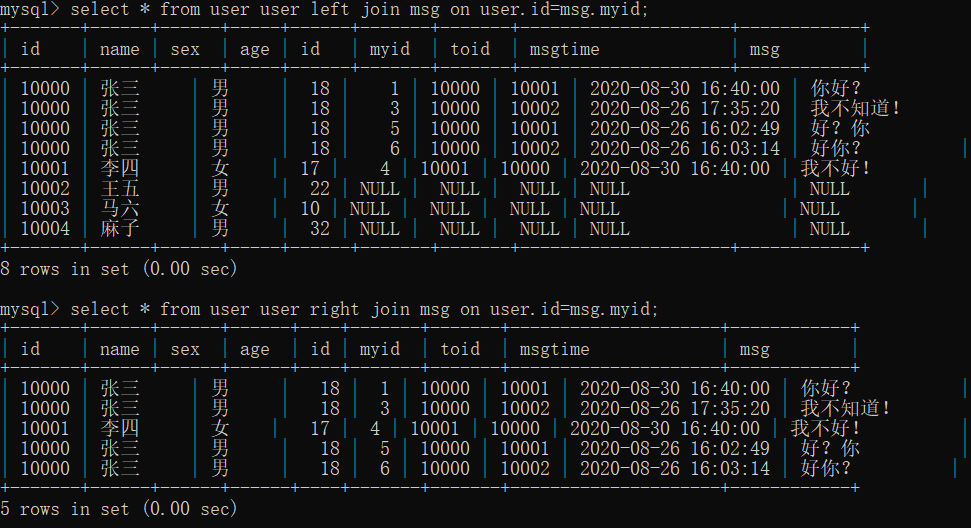 mysql> select * from user user left join msg on user.id=msg.myid;
+-------+------+------+------+------+-------+-------+---------------------+------------+
| id | name | sex | age | id | myid | toid | msgtime | msg |
+-------+------+------+------+------+-------+-------+---------------------+------------+
| 10000 | 张三 | 男 | 18 | 1 | 10000 | 10001 | 2020-08-30 16:40:00 | 你好？
| 10000 | 张三 | 男 | 18 | 3 | 10000 | 10002 | 2020-08-26 17:35:20 | 我不知道！
| 10000 | 张三 | 男 | 18 | 5 | 10000 | 10001 | 2020-08-26 16:02:49 | 好？你
| 10000 | 张三 | 男 | 18 | 6 | 10000 | 10002 | 2020-08-26 16:03:14 | 好你？ |
| 10001 | 李四 | 女 | 17 | 4 | 10001 | 10000 | 2020-08-30 16:40:00 | 我不好！
| 10002 | 王五 | 男 | 22 | NULL | NULL | NULL | NULL | NULL |
| 10003 | 马六 | 女 | 10 | NULL | NULL | NULL | NULL | NULL |
| 10004 | 麻子 | 男 | 32 | NULL | NULL | NULL | NULL | NULL |
+-------+------+------+------+------+-------+-------+---------------------+------------+
8 rows in set (0.00 sec)
mysql> select * from user user right join msg on user.id=msg.myid;
+-------+------+------+------+----+-------+-------+---------------------+------------+
| id | name | sex | age | id | myid | toid | msgtime | msg |
+-------+------+------+------+----+-------+-------+---------------------+------------+
| 10000 | 张三 | 男 | 18 | 1 | 10000 | 10001 | 2020-08-30 16:40:00 | 你好？ |
| 10000 | 张三 | 男 | 18 | 3 | 10000 | 10002 | 2020-08-26 17:35:20 | 我不知道！
| 10001 | 李四 | 女 | 17 | 4 | 10001 | 10000 | 2020-08-30 16:40:00 | 我不好！ |
| 10000 | 张三 | 男 | 18 | 5 | 10000 | 10001 | 2020-08-26 16:02:49 | 好？你 |
| 10000 | 张三 | 男 | 18 | 6 | 10000 | 10002 | 2020-08-26 16:03:14 | 好你？ |
+-------+------+------+------+----+-------+-------+---------------------+------------+
5 rows in set (0.00 sec)